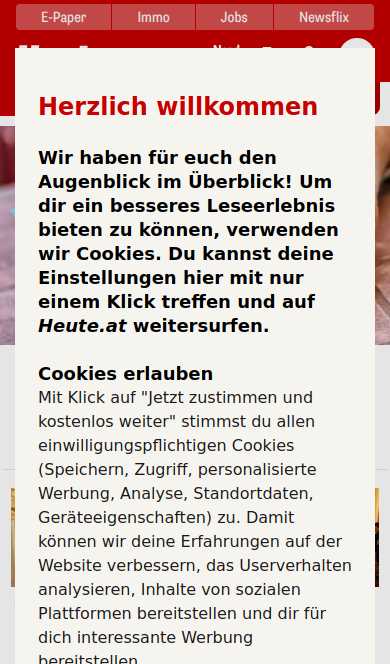 E-Paper Immo Jobs Newsflix
Herzlich willkommen
Wir haben für euch den
Augenblick im Überblick! Um
dir ein besseres Leseerlebnis
bieten zu können, verwenden
wir Cookies. Du kannst deine
Einstellungen hier mit nur
einem Klick treffen und auf
Heute.at weitersurfen.
Cookies erlauben
Mit Klick auf "Jetzt zustimmen und
kostenlos weiter" stimmst du allen
einwilligungspflichtigen Cookies
(Speichern, Zugriff, personalisierte
Werbung, Analyse, Standortdaten,
Geräteeigenschaften) zu. Damit
können wir deine Erfahrungen auf der
Website verbessern, das Userverhalten
analysieren, Inhalte von sozialen
Plattformen bereitstellen und dir für
dich interessante Werbung
bereitstellen